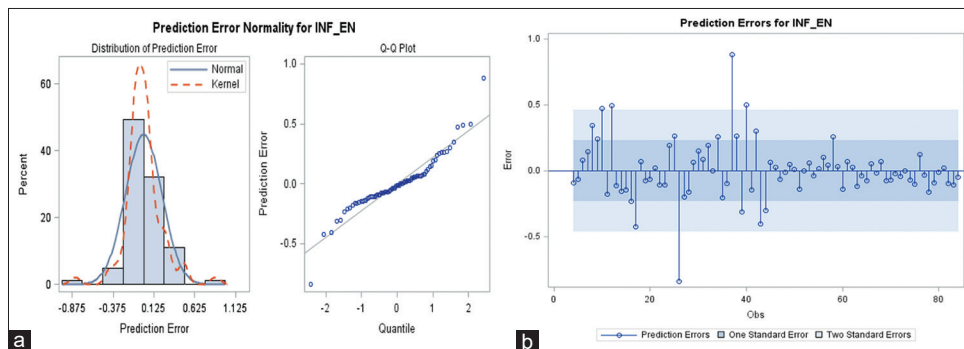 Prediction Error Normality for INF_EN
Distribution of Prediction Error
Normal
Kernel
Percent
60
40
20
0
-0.875 -0.375 0.125 0.625 1.125
Prediction Error
Q-Q Plot
Prediction Error
1.0
0.5
0.0
-0.5
-2 -1 0 1 2
Quantile
a
Prediction Errors for INF_EN
Error
1.0
0.5
0.0
-0.5
0 20 40 60 80
Obs
Prediction Errors One Standard Error Two Standard Errors
b